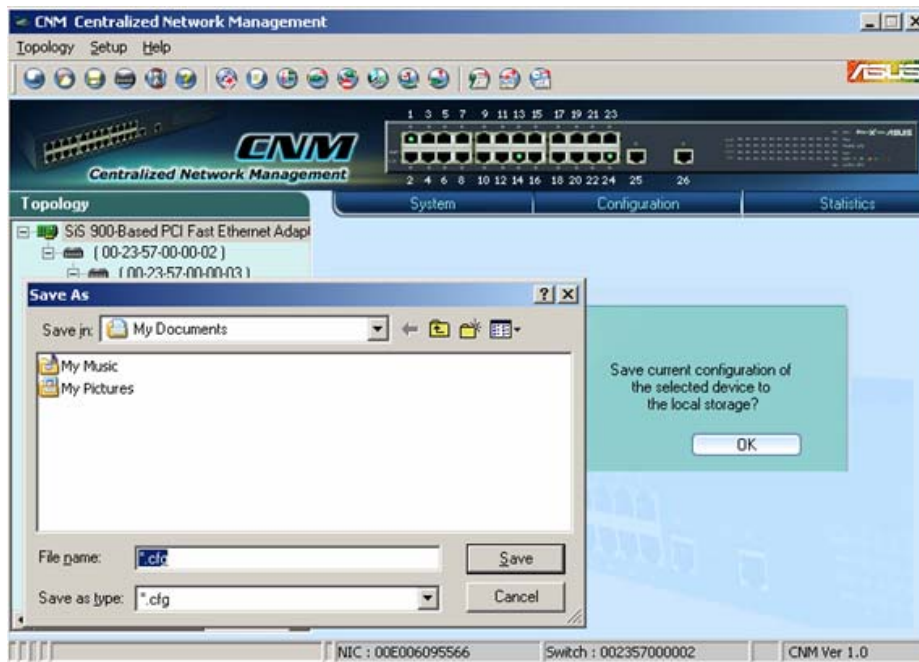 CNM Centralized Network Management
Topology Setup Help
ASUS
1 3 5 7 9 11 13 15 17 19 21 23
CNM
Centralized Network Management
2 4 6 8 10 12 14 16 18 20 22 24 25 26
Topology
System
Configuration
Statistics
SiS 900-Based PCI Fast Ethernet Adapt
( 00-23-57-00-00-02 )
( 00-23-57-00-00-03 )
Save As
Save in: My Documents
My Music
My Pictures
File name: *.cfg
Save
Save as type: *.cfg
Cancel
Save current configuration of
the selected device to
the local storage?
OK
NIC : 00E006095566
Switch : 002357000002
CNM Ver 1.0